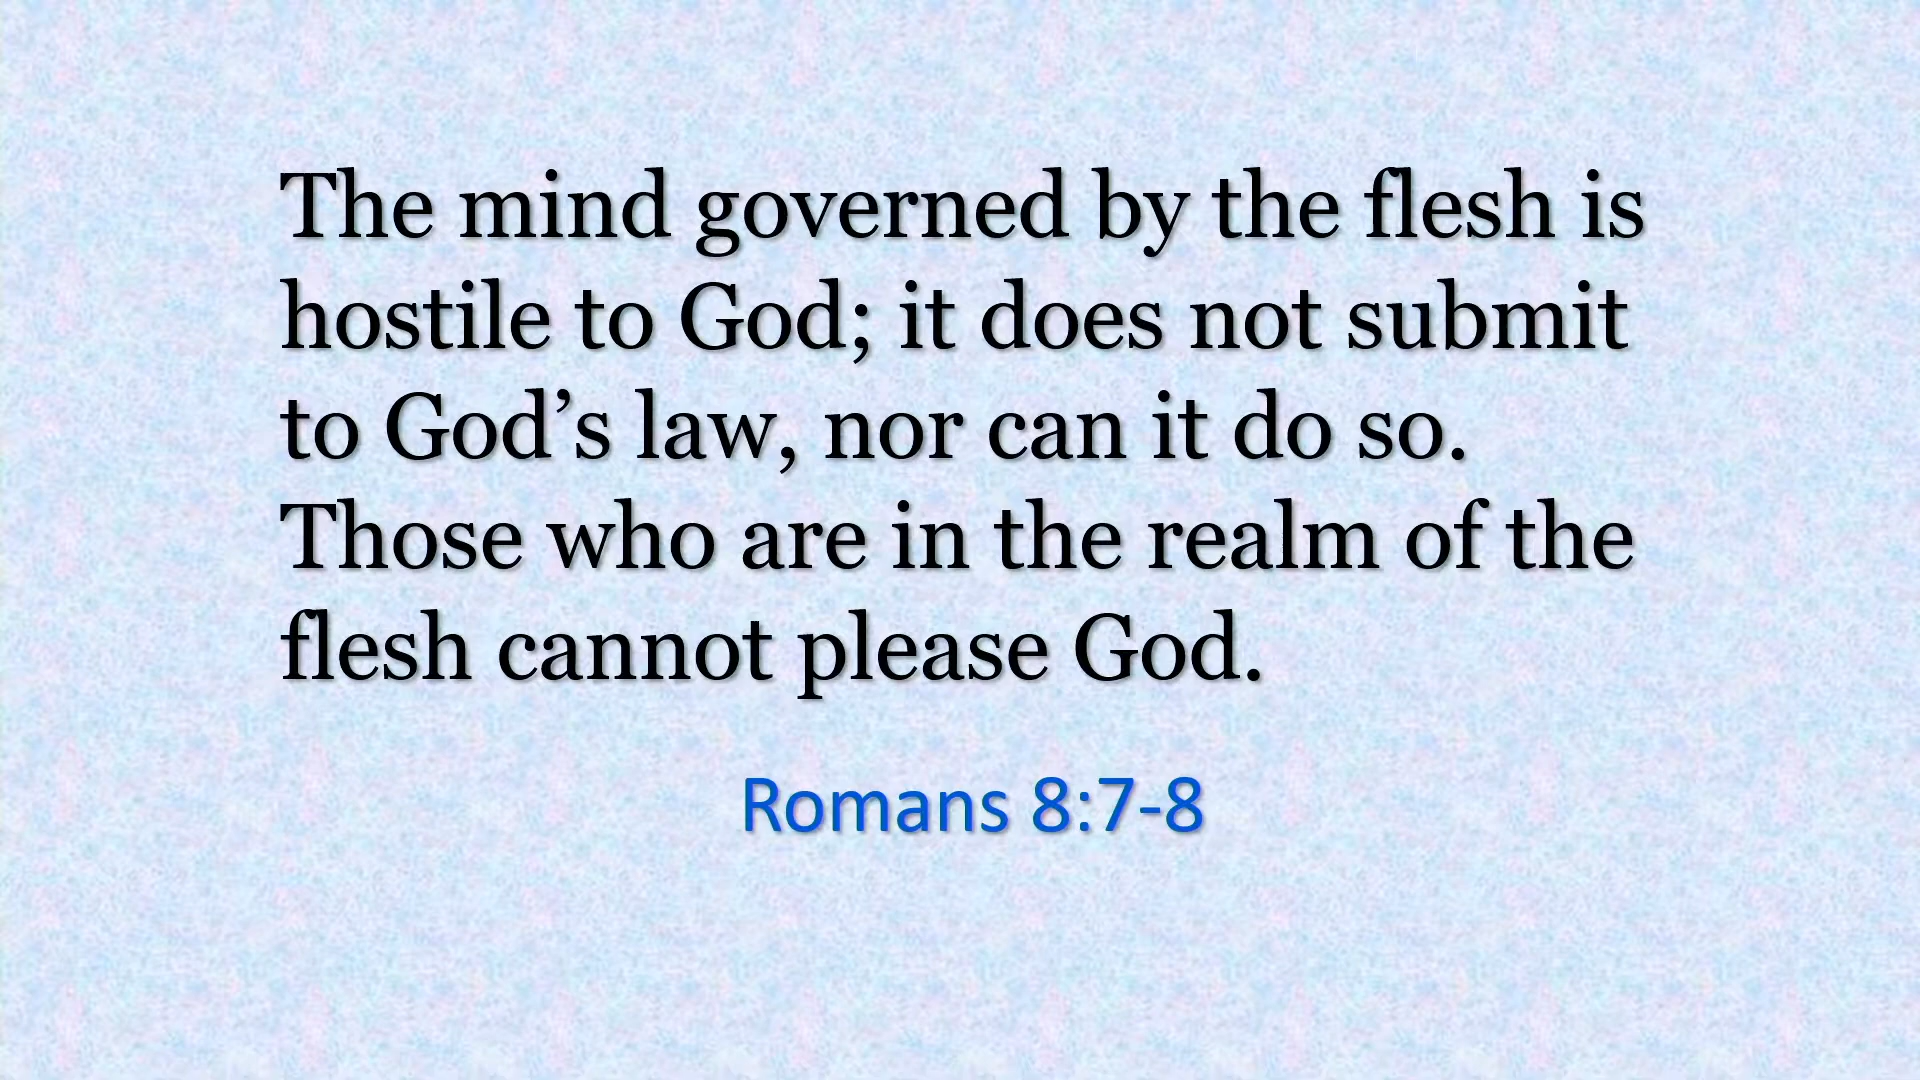 The mind governed by the flesh is
hostile to God; it does not submit
to God’s law, nor can it do so.
Those who are in the realm of the
flesh cannot please God.
Romans 8:7-8